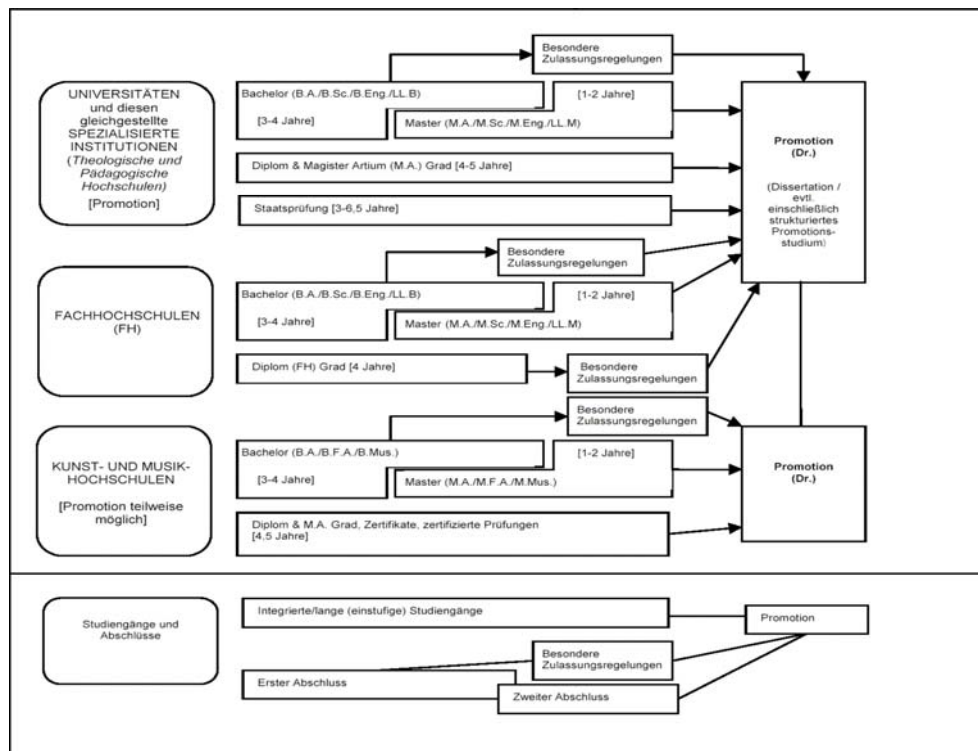 Besondere
Zulassungsregelungen
UNIVERSITÄTEN
und diesen
gleichgestellte
SPEZIALISIERTE
INSTITUTIONEN
(Theologische und
Pädagogische
Hochschulen)
[Promotion]
Bachelor (B.A./B.Sc./B.Eng./LL.B)
[1-2 Jahre]
[3-4 Jahre]
Master (M.A./M.Sc./M.Eng./LL.M)
Diplom & Magister Artium (M.A.) Grad [4-5 Jahre]
Staatsprüfung [3-6,5 Jahre]
Promotion
(Dr.)
(Dissertation /
evtl.
einschließlich
strukturiertes
Promotions-
studium)
Besondere
Zulassungsregelungen
FACHHOCHSCHULEN
(FH)
Bachelor (B.A./B.Sc./B.Eng./LL.B)
[1-2 Jahre]
[3-4 Jahre]
Master (M.A./M.Sc./M.Eng./LL.M)
Diplom (FH) Grad [4 Jahre]
Besondere
Zulassungsregelungen
Besondere
Zulassungsregelungen
KUNST- UND MUSIK-
HOCHSCHULEN
[Promotion teilweise
möglich]
Bachelor (B.A./B.F.A./B.Mus.)
[1-2 Jahre]
[3-4 Jahre]
Master (M.A./M.F.A./M.Mus.)
Diplom & M.A. Grad, Zertifikate, zertifizierte Prüfungen
[4,5 Jahre]
Promotion
(Dr.)
Studiengänge und
Abschlüsse
Integrierte/lange (einstufige) Studiengänge
Promotion
Besondere
Zulassungsregelungen
Erster Abschluss
Zweiter Abschluss